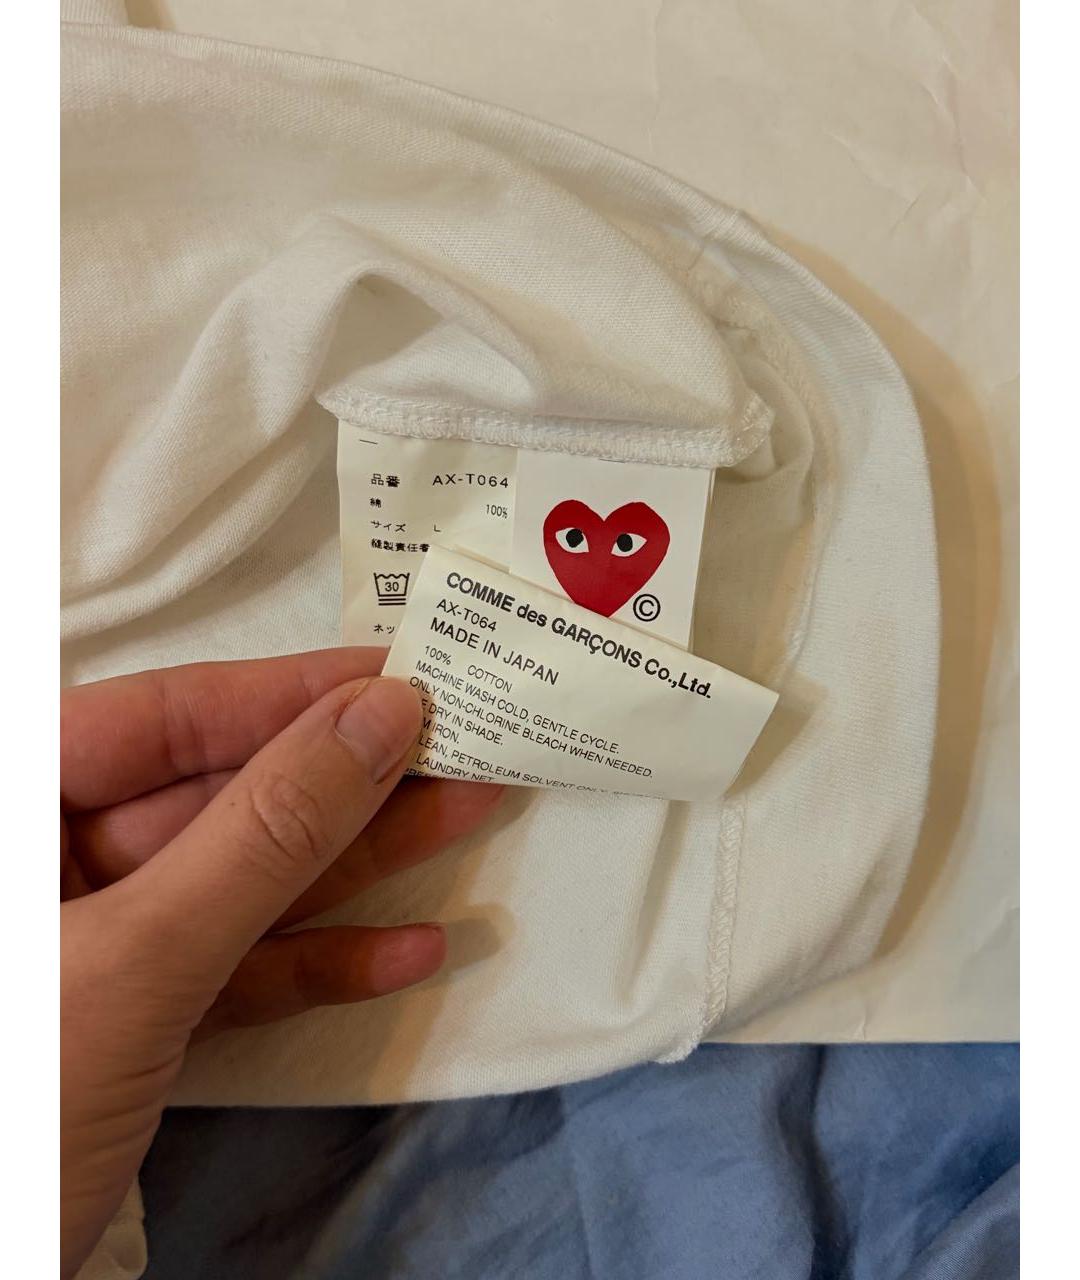 品番 AX-T064
綿 100%
サイズ L
縫製責任者
30
ネッ
©
COMME des GARÇONS Co.,Ltd.
AX-T064
MADE IN JAPAN
100% COTTON
MACHINE WASH COLD, GENTLE CYCLE.
ONLY NON-CHLORINE BLEACH WHEN NEEDED.
E DRY IN SHADE.
M IRON.
LEAN, PETROLEUM SOLVENT ONLY,
LAUNDRY NET